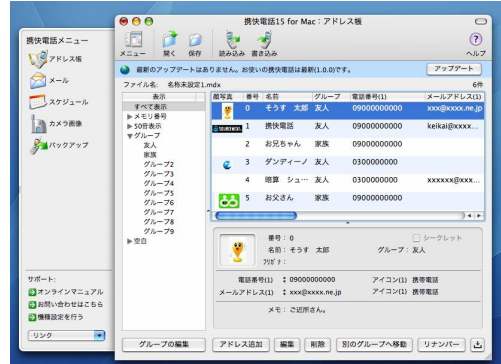 携快電話メニュー
アドレス帳
メール
スケジュール
カメラ画像
バックアップ
サポート:
オンラインマニュアル
お問い合わせはこちら
機種設定を行う
リンク
携快電話15 for Mac:アドレス帳
メニュー 開く 保存 読み込み 書き込み ヘルプ
最新のアップデートはありません。お使いの携快電話は最新(1.0.0)です。 アップデート
ファイル名: 名称未設定1.mdx 6件
表示
すべて表示
メモリ番号
50音表示
グループ
友人
家族
グループ2
グループ3
グループ4
グループ5
グループ6
グループ7
グループ8
グループ9
空白
顔写真 番号 名前 グループ 電話番号(1) メールアドレス(1)
0 そうす 太郎 友人 09000000000 xxx@xxxx.ne.jp
SOURCENEXT 1 携快電話 友人 09000000000 keikai@xxxx...
2 お兄ちゃん 家族 09000000000
3 ダンディーノ 友人 0300000000
4 暗算 シュ… 友人 0300000000 xxxxxx@xxx...
5 お父さん 家族 09000000000
番号: 0 シークレット
名前: そうす 太郎 グループ: 友人
フリガナ:
電話番号(1) : 09000000000 アイコン(1) 携帯電話
メールアドレス(1) : xxx@xxxx.ne.jp アイコン(1) 携帯電話
メモ: ご近所さん。
グループの編集 アドレス追加 編集 削除 別のグループへ移動 リナンバー